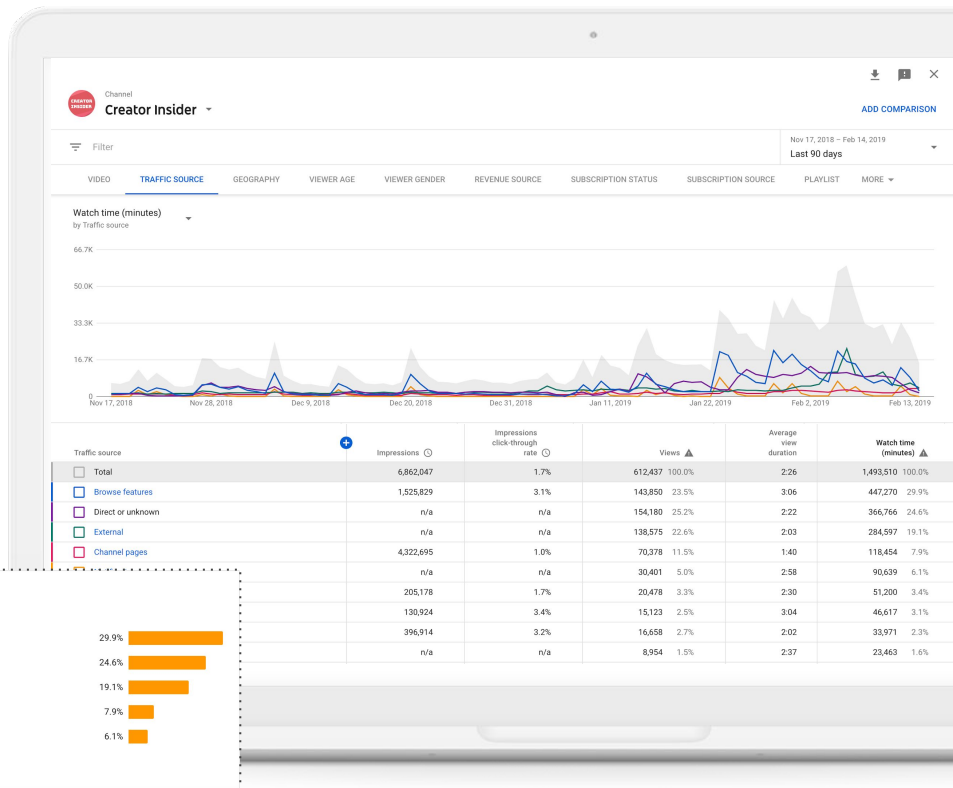 Channel
CREATOR
INSIDER
Creator Insider
ADD COMPARISON
Filter
Nov 17, 2018 – Feb 14, 2019
Last 90 days
VIDEO TRAFFIC SOURCE GEOGRAPHY VIEWER AGE VIEWER GENDER REVENUE SOURCE SUBSCRIPTION STATUS SUBSCRIPTION SOURCE PLAYLIST MORE
Watch time (minutes)
by Traffic source
66.7K
50.0K
33.3K
16.7K
0
Nov 17, 2018 Nov 28, 2018 Dec 9, 2018 Dec 20, 2018 Dec 31, 2018 Jan 11, 2019 Jan 22, 2019 Feb 2, 2019 Feb 13, 2019
Traffic source
Impressions
Impressions
click-through
rate
Views
Average
view
duration
Watch time
(minutes)
Total 6,862,047 1.7% 612,437 100.0% 2:26 1,493,510 100.0%
Browse features 1,525,829 3.1% 143,850 23.5% 3:06 447,270 29.9%
Direct or unknown n/a n/a 154,180 25.2% 2:22 366,766 24.6%
External n/a n/a 138,575 22.6% 2:03 284,597 19.1%
Channel pages 4,322,695 1.0% 70,378 11.5% 1:40 118,454 7.9%
n/a n/a 30,401 5.0% 2:58 90,639 6.1%
205,178 1.7% 20,478 3.3% 2:30 51,200 3.4%
130,924 3.4% 15,123 2.5% 3:04 46,617 3.1%
396,914 3.2% 16,658 2.7% 2:02 33,971 2.3%
n/a n/a 8,954 1.5% 2:37 23,463 1.6%
29.9%
24.6%
19.1%
7.9%
6.1%